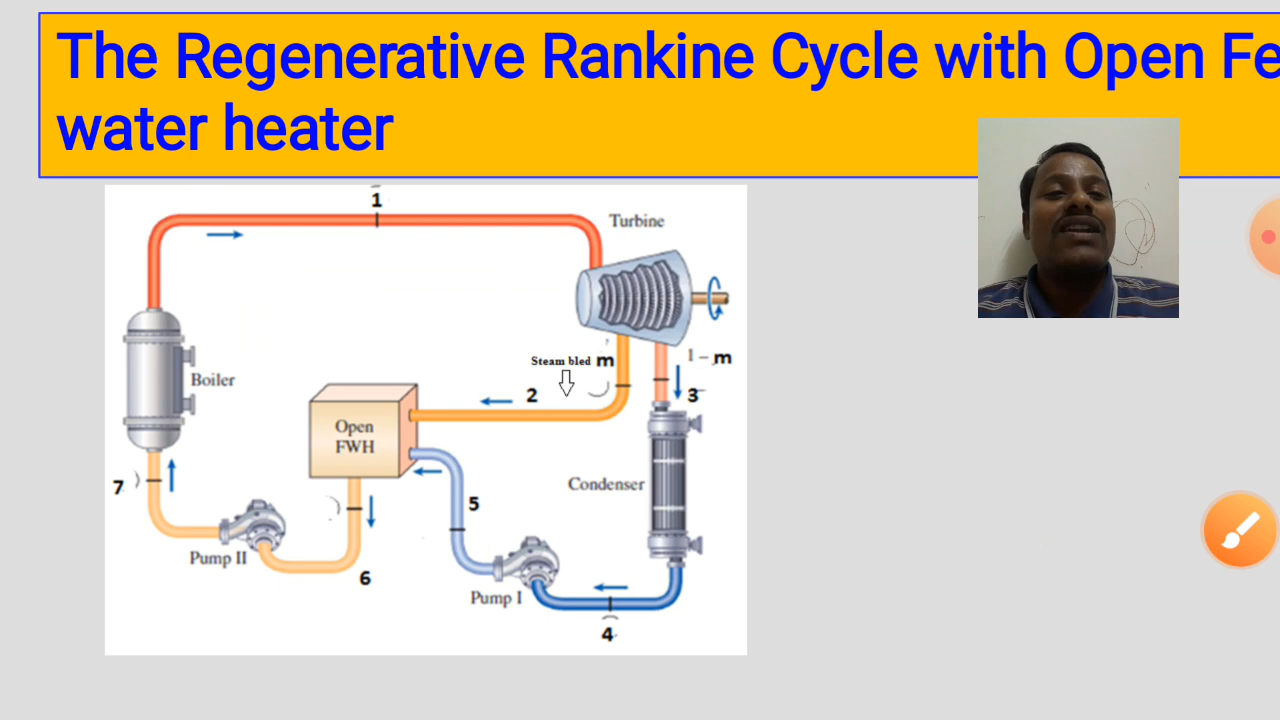 The Regenerative Rankine Cycle with Open Fe
water heater
1
Turbine
Steam bled m
1 - m
2
3
Boiler
Open
FWH
Condenser
7
5
Pump II
6
Pump I
4